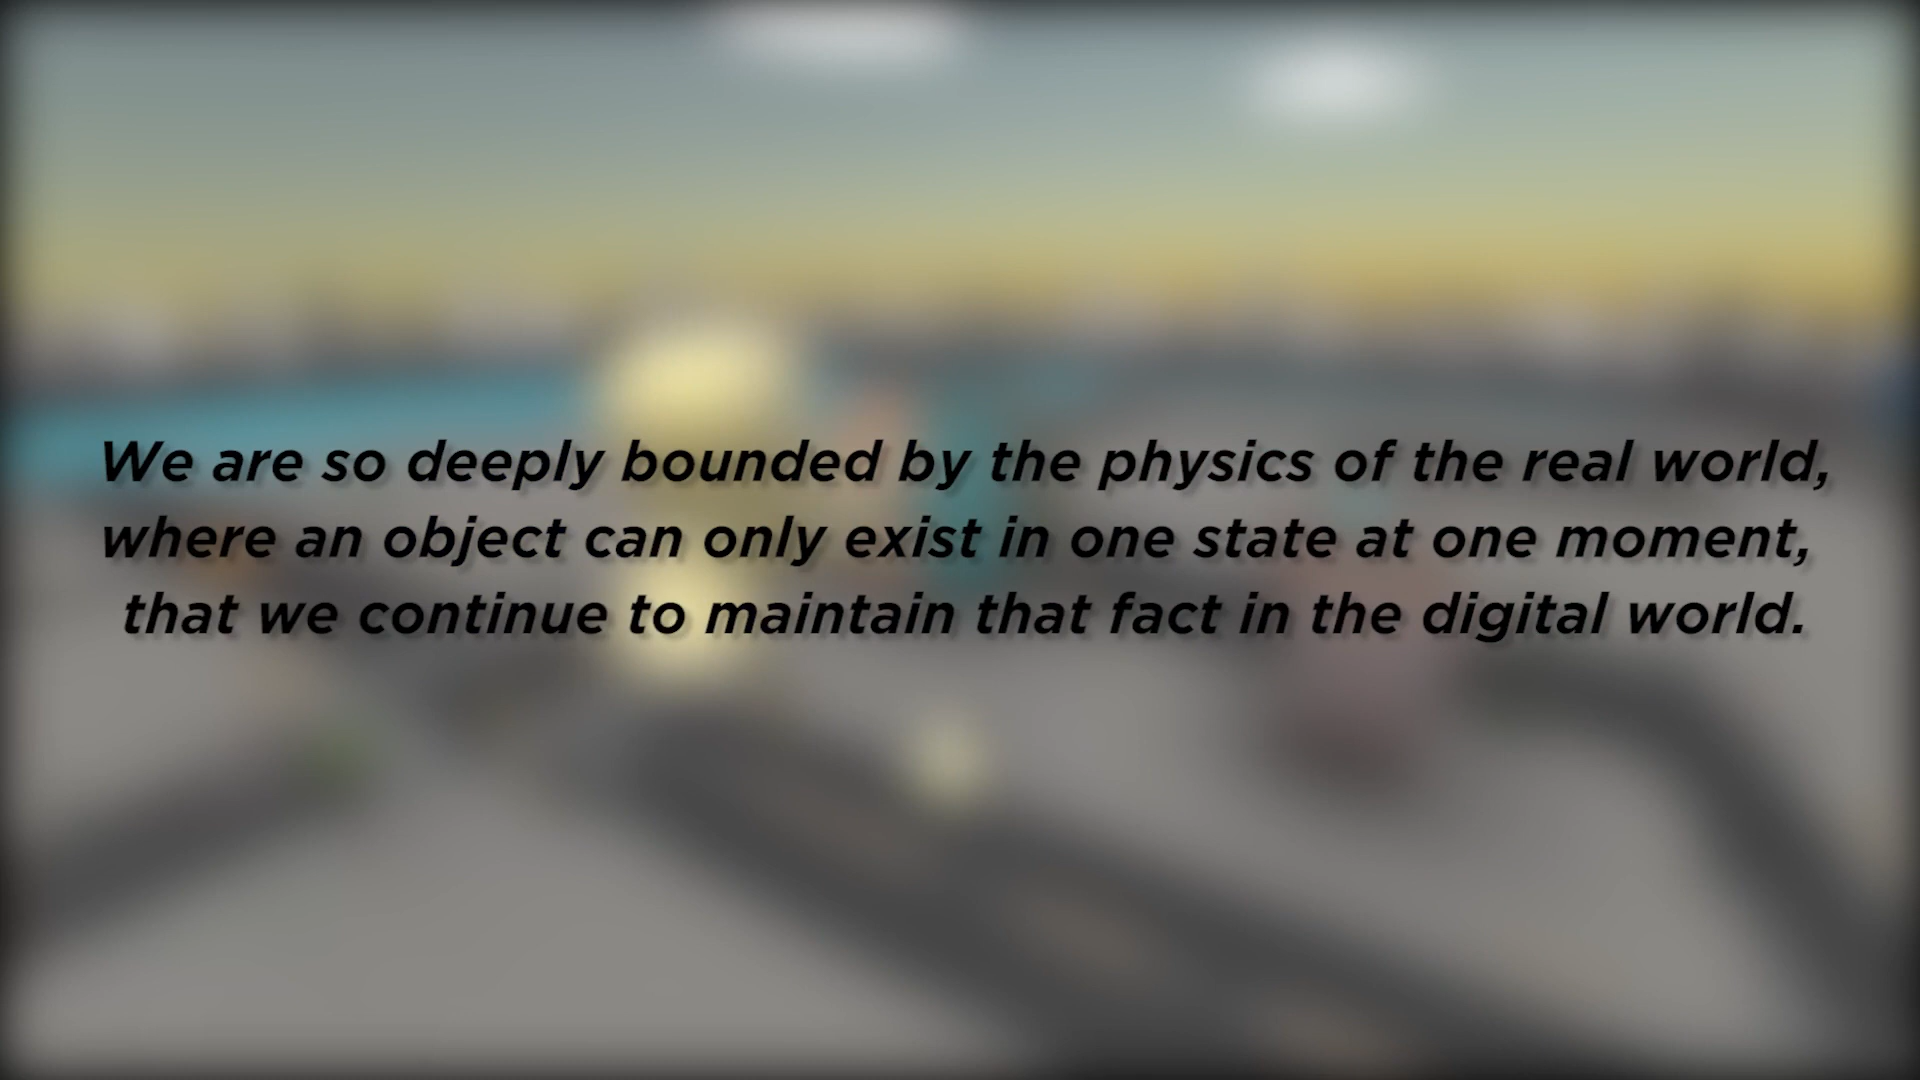 We are so deeply bounded by the physics of the real world,
where an object can only exist in one state at one moment,
that we continue to maintain that fact in the digital world.